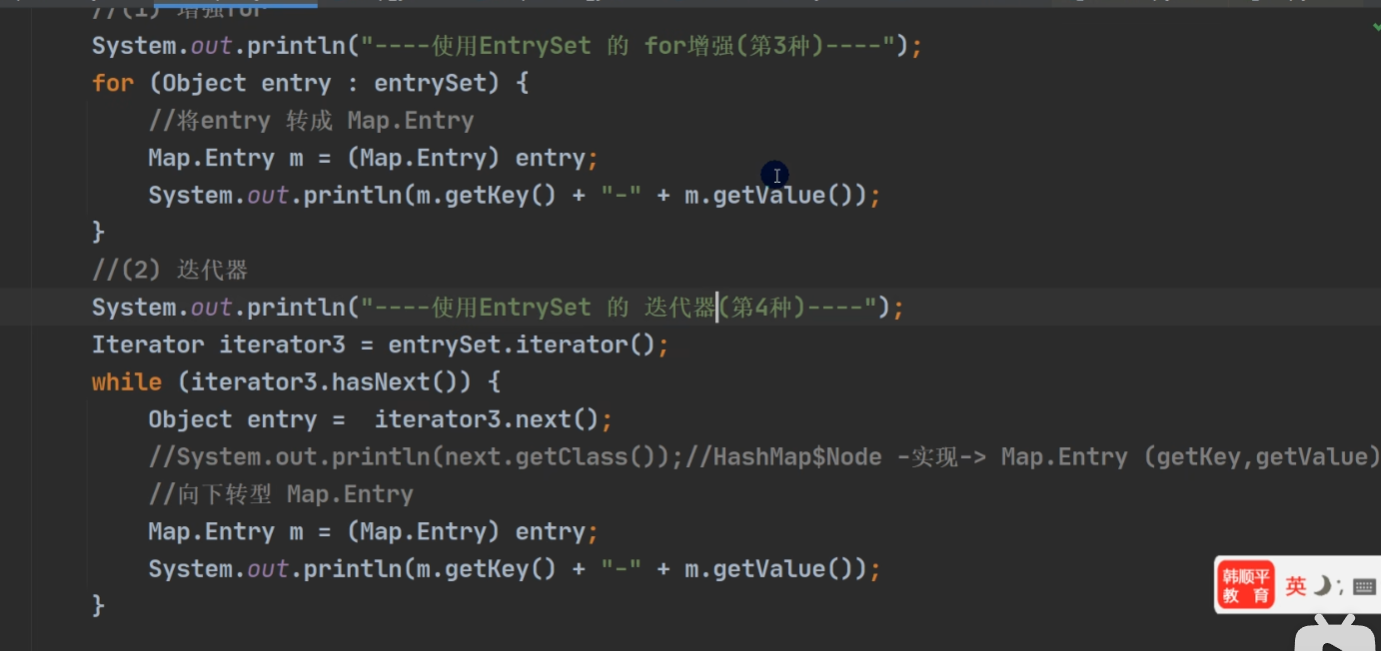 //(1) 增强for
System.out.println("----使用EntrySet 的 for增强(第3种)----");
for (Object entry : entrySet) {
//将entry 转成 Map.Entry
Map.Entry m = (Map.Entry) entry;
System.out.println(m.getKey() + "-" + m.getValue());
}
//(2) 迭代器
System.out.println("----使用EntrySet 的 迭代器(第4种)----");
Iterator iterator3 = entrySet.iterator();
while (iterator3.hasNext()) {
Object entry =  iterator3.next();
//System.out.println(next.getClass());//HashMap$Node -实现-> Map.Entry (getKey,getValue)
//向下转型 Map.Entry
Map.Entry m = (Map.Entry) entry;
System.out.println(m.getKey() + "-" + m.getValue());
}
韩顺平
教 育
英 ;